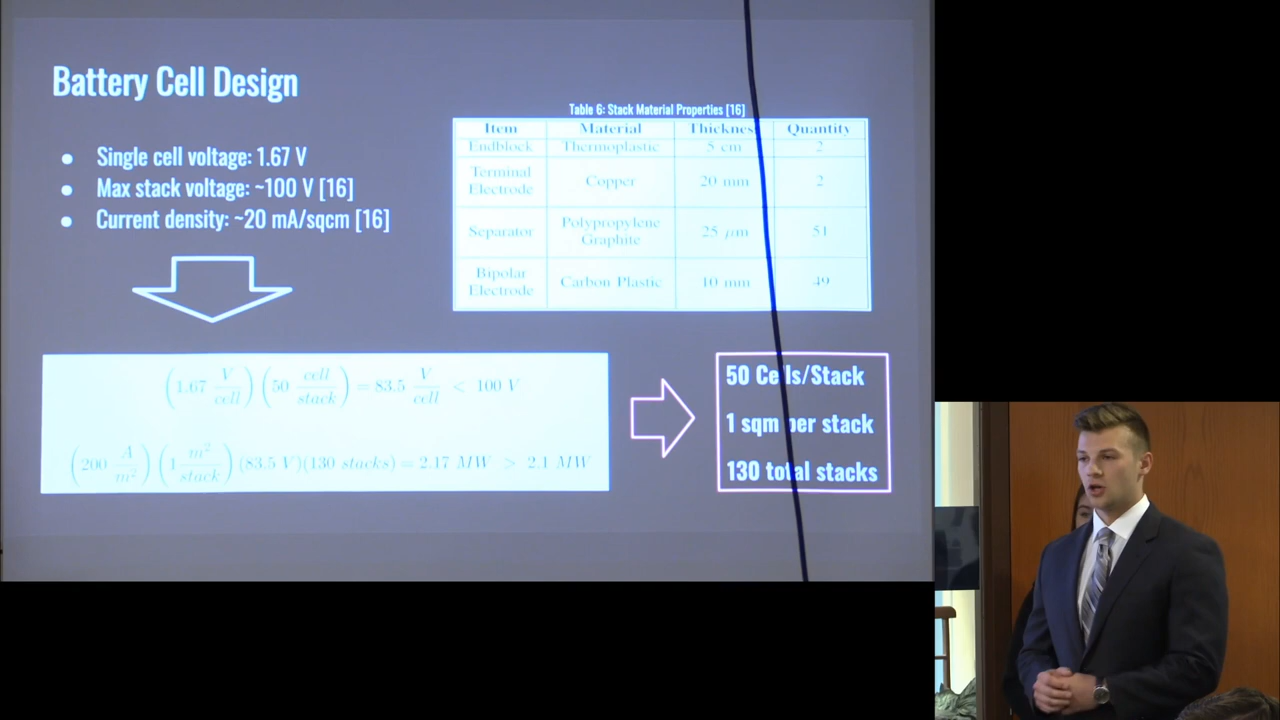 Battery Cell Design
● Single cell voltage: 1.67 V
● Max stack voltage: ~100 V [16]
● Current density: ~20 mA/sqcm [16]
Table 6: Stack Material Properties [16]
Item Material Thickness Quantity
Endblock Thermoplastic 5 cm 2
Terminal Electrode Copper 20 mm 2
Separator Polypropylene Graphite 25 μm 51
Bipolar Electrode Carbon Plastic 10 mm 49
(1.67 V/cell) (50 cell/stack) = 83.5 V/cell < 100 V
(200 A/m²) (1 m²/stack) (83.5 V)(130 stacks) = 2.17 MW > 2.1 MW
50 Cells/Stack
1 sqm per stack
130 total stacks